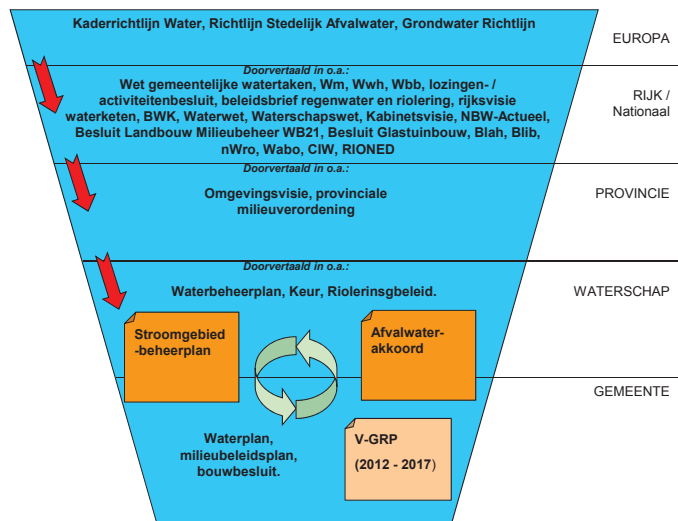 Kaderrichtlijn Water, Richtlijn Stedelijk Afvalwater, Grondwater Richtlijn
EUROPA
Doorvertaald in o.a.:
Wet gemeentelijke watertaken, Wm, Wwh, Wbb, lozingen- /
activiteitenbesluit, beleidsbrief regenwater en riolering, rijksvisie
waterketen, BWK, Waterwet, Waterschapswet, Kabinetsvisie, NBW-Actueel,
Besluit Landbouw Milieubeheer WB21, Besluit Glastuinbouw, Blah, Blib,
nWro, Wabo, CIW, RIONED
RIJK /
Nationaal
Doorvertaald in o.a.:
Omgevingsvisie, provinciale
milieuverordening
PROVINCIE
Doorvertaald in o.a.:
Waterbeheerplan, Keur, Riolerinsgbeleid.
WATERSCHAP
Stroomgebied
-beheerplan
Afvalwater-
akkoord
GEMEENTE
Waterplan,
milieubeleidsplan,
bouwbesluit.
V-GRP
(2012 - 2017)